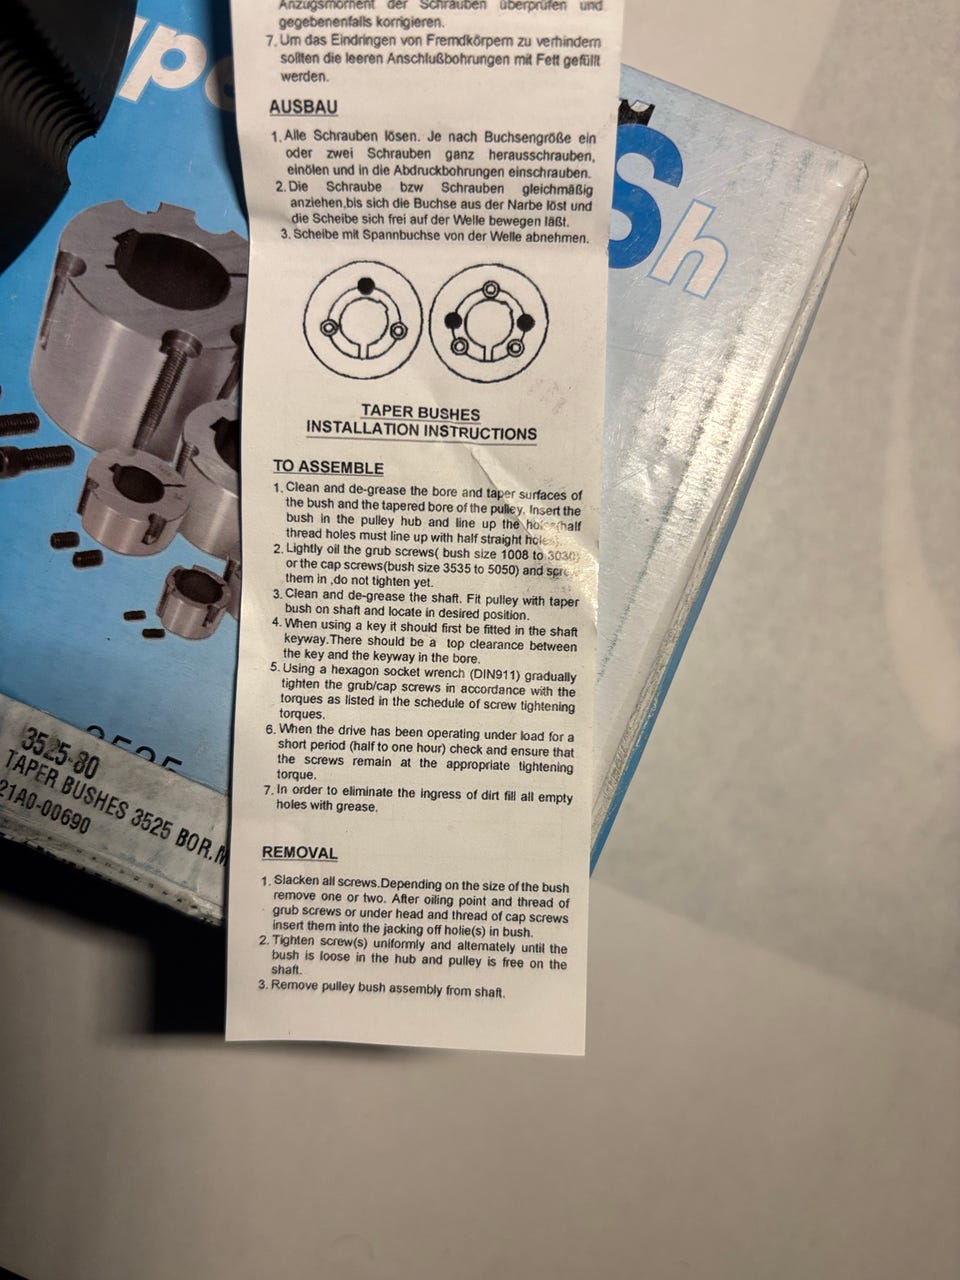 Anzugsmoment der Schrauben überprüfen und
gegebenenfalls korrigieren.
7. Um das Eindringen von Fremdkörpern zu verhindern
sollten die leeren Anschlußbohrungen mit Fett gefüllt
werden.
AUSBAU
1. Alle Schrauben lösen. Je nach Buchsengröße ein
oder zwei Schrauben ganz herausschrauben,
einölen und in die Abdruckbohrungen einschrauben.
2. Die Schraube bzw Schrauben gleichmäßig
anziehen,bis sich die Buchse aus der Narbe löst und
die Scheibe sich frei auf der Welle bewegen läßt.
3. Scheibe mit Spannbuchse von der Welle abnehmen.
TAPER BUSHES
INSTALLATION INSTRUCTIONS
TO ASSEMBLE
1. Clean and de-grease the bore and taper surfaces of
the bush and the tapered bore of the pulley. Insert the
bush in the pulley hub and line up the holes(half
thread holes must line up with half straight holes).
2. Lightly oil the grub screws( bush size 1008 to 3030)
or the cap screws(bush size 3535 to 5050) and screw
them in ,do not tighten yet.
3. Clean and de-grease the shaft. Fit pulley with taper
bush on shaft and locate in desired position.
4. When using a key it should first be fitted in the shaft
keyway.There should be a top clearance between
the key and the keyway in the bore.
5. Using a hexagon socket wrench (DIN911) gradually
tighten the grub/cap screws in accordance with the
torques as listed in the schedule of screw tightening
torques.
6. When the drive has been operating under load for a
short period (half to one hour) check and ensure that
the screws remain at the appropriate tightening
torque.
7. In order to eliminate the ingress of dirt fill all empty
holes with grease.
REMOVAL
1. Slacken all screws.Depending on the size of the bush
remove one or two. After oiling point and thread of
grub screws or under head and thread of cap screws
insert them into the jacking off holie(s) in bush.
2. Tighten screw(s) uniformly and alternately until the
bush is loose in the hub and pulley is free on the
shaft.
3. Remove pulley bush assembly from shaft.
Sh
3525
3525-80
TAPER BUSHES 3525 BOR.M
21A0-00690